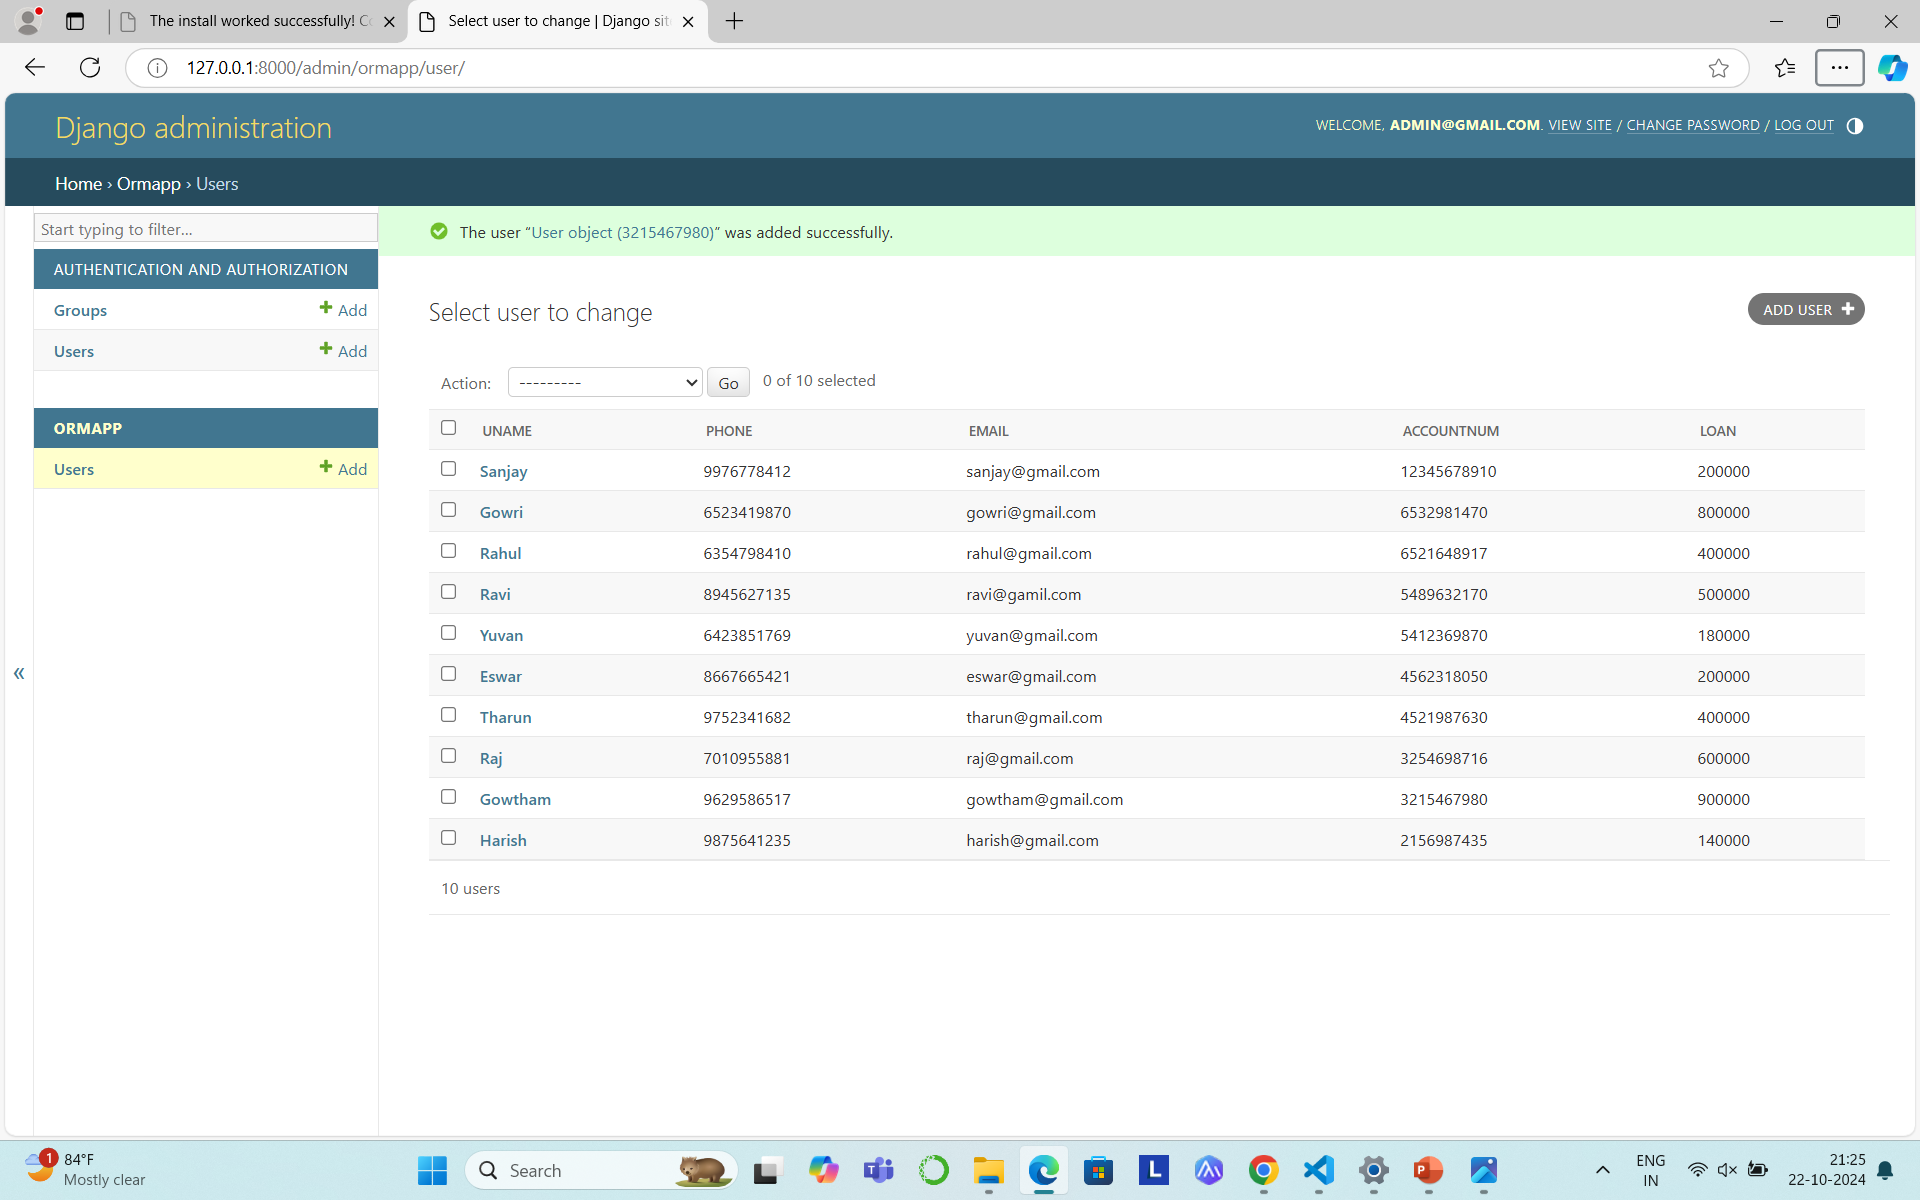 The install worked successfully! Co
Select user to change | Django site
127.0.0.1:8000/admin/ormapp/user/
Django administration
WELCOME, ADMIN@GMAIL.COM. VIEW SITE / CHANGE PASSWORD / LOG OUT
Home › Ormapp › Users
Start typing to filter...
The user “User object (3215467980)” was added successfully.
AUTHENTICATION AND AUTHORIZATION
Groups Add
Users Add
ORMAPP
Users Add
«
Select user to change
ADD USER
Action: --------- Go 0 of 10 selected
UNAME PHONE EMAIL ACCOUNTNUM LOAN
Sanjay 9976778412 sanjay@gmail.com 12345678910 200000
Gowri 6523419870 gowri@gmail.com 6532981470 800000
Rahul 6354798410 rahul@gmail.com 6521648917 400000
Ravi 8945627135 ravi@gamil.com 5489632170 500000
Yuvan 6423851769 yuvan@gmail.com 5412369870 180000
Eswar 8667665421 eswar@gmail.com 4562318050 200000
Tharun 9752341682 tharun@gmail.com 4521987630 400000
Raj 7010955881 raj@gmail.com 3254698716 600000
Gowtham 9629586517 gowtham@gmail.com 3215467980 900000
Harish 9875641235 harish@gmail.com 2156987435 140000
10 users
1
84°F
Mostly clear
Search
L
ENG
IN
21:25
22-10-2024